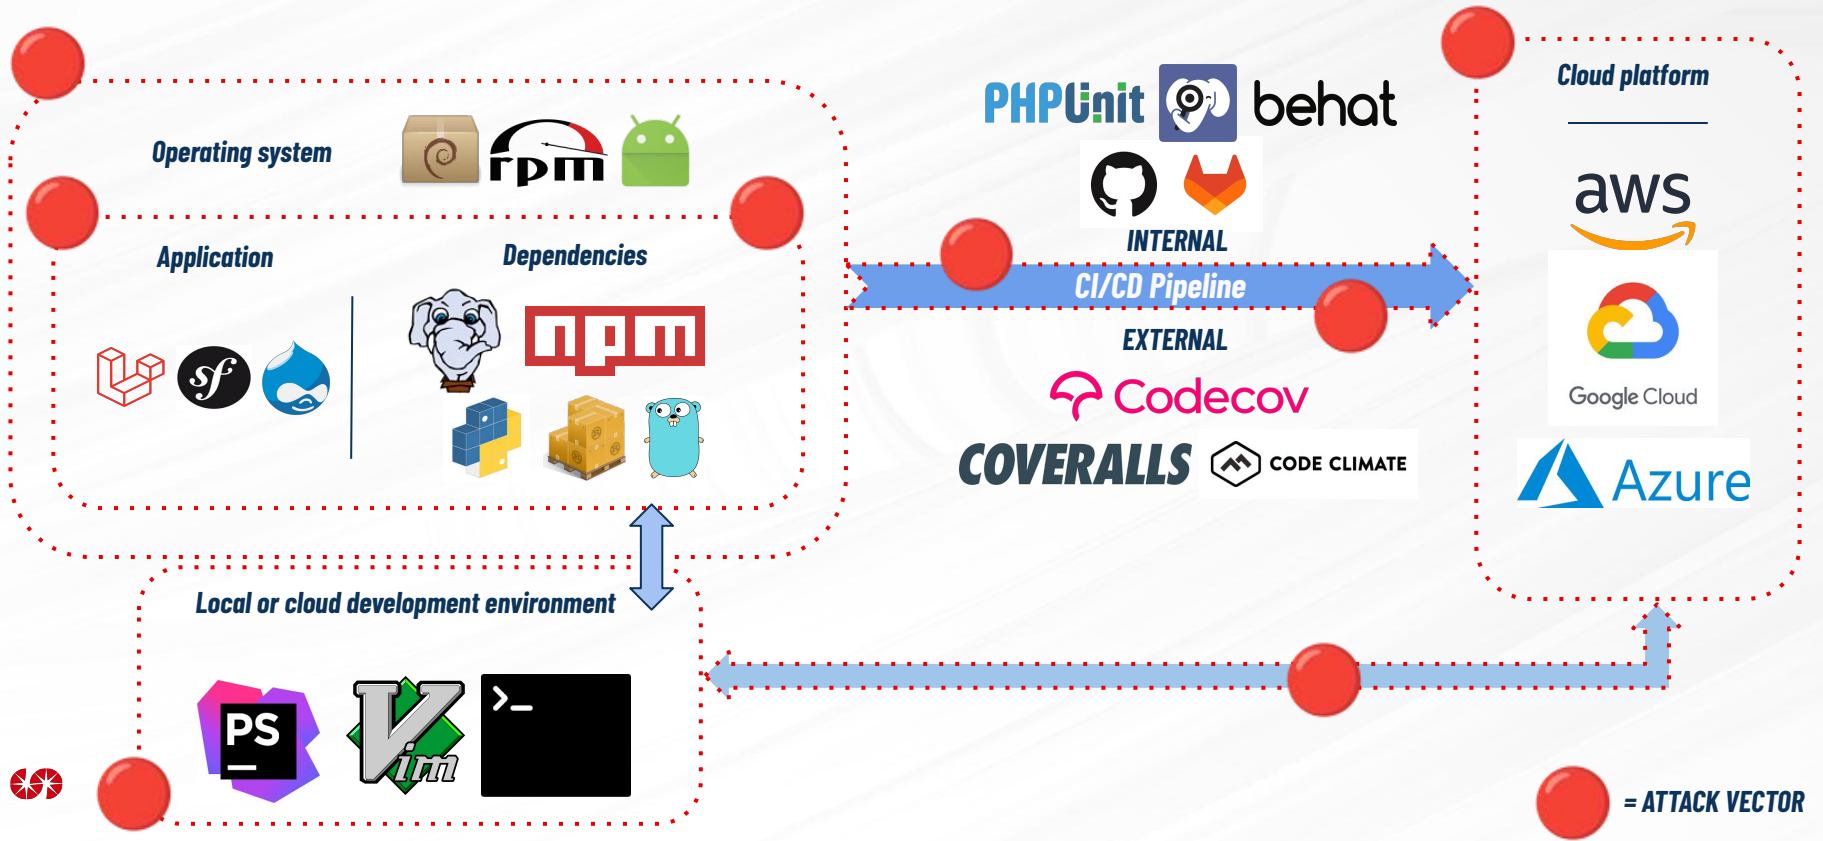 Operating system
rpm
Application
Dependencies
sf
npm
Local or cloud development environment
PS
Vim
>_
PHPUnit
behat
INTERNAL
CI/CD Pipeline
EXTERNAL
Codecov
COVERALLS
CODE CLIMATE
Cloud platform
aws
Google Cloud
Azure
= ATTACK VECTOR